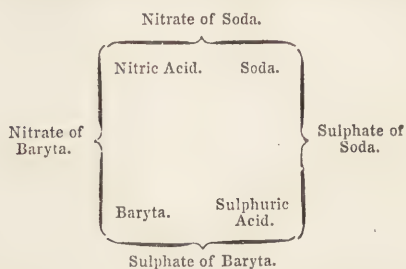 Nitrate of Soda.
Nitric Acid. Soda.
Nitrate of
Baryta.
Sulphate of
Soda.
Baryta.
Sulphuric
Acid.
Sulphate of Baryta.